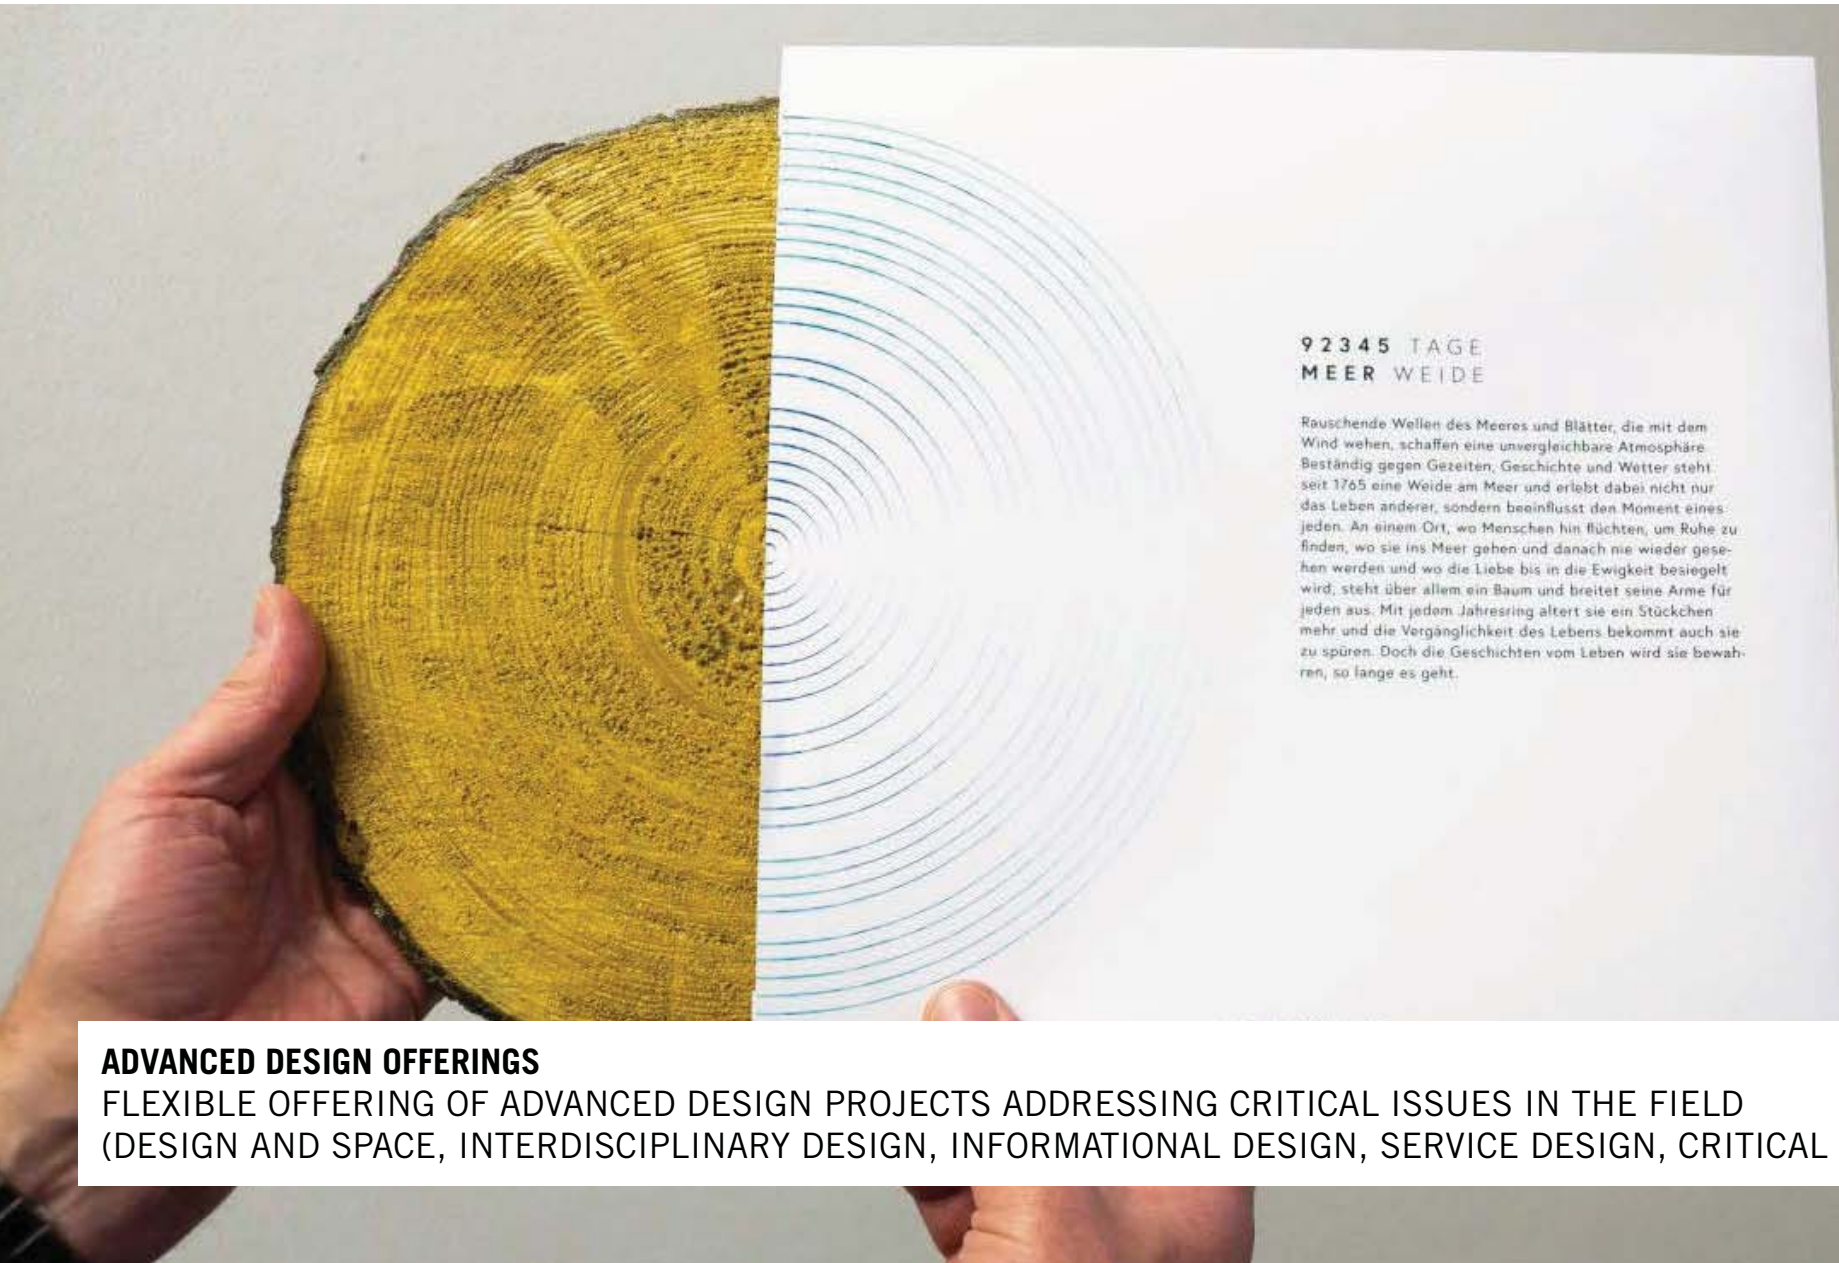 92345 TAGE
MEER WEIDE
Rauschende Wellen des Meeres und Blätter, die mit dem
Wind wehen, schaffen eine unvergleichbare Atmosphäre
Beständig gegen Gezeiten, Geschichte und Wetter steht
seit 1765 eine Weide am Meer und erlebt dabei nicht nur
das Leben anderer, sondern beeinflusst den Moment eines
jeden. An einem Ort, wo Menschen hin flüchten, um Ruhe zu
finden, wo sie ins Meer gehen und danach nie wieder gese-
hen werden und wo die Liebe bis in die Ewigkeit besiegelt
wird, steht über allem ein Baum und breitet seine Arme für
jeden aus. Mit jedem Jahresring altert sie ein Stückchen
mehr und die Vergänglichkeit des Lebens bekommt auch sie
zu spüren. Doch die Geschichten vom Leben wird sie bewah-
ren, so lange es geht.
ADVANCED DESIGN OFFERINGS
FLEXIBLE OFFERING OF ADVANCED DESIGN PROJECTS ADDRESSING CRITICAL ISSUES IN THE FIELD
(DESIGN AND SPACE, INTERDISCIPLINARY DESIGN, INFORMATIONAL DESIGN, SERVICE DESIGN, CRITICAL